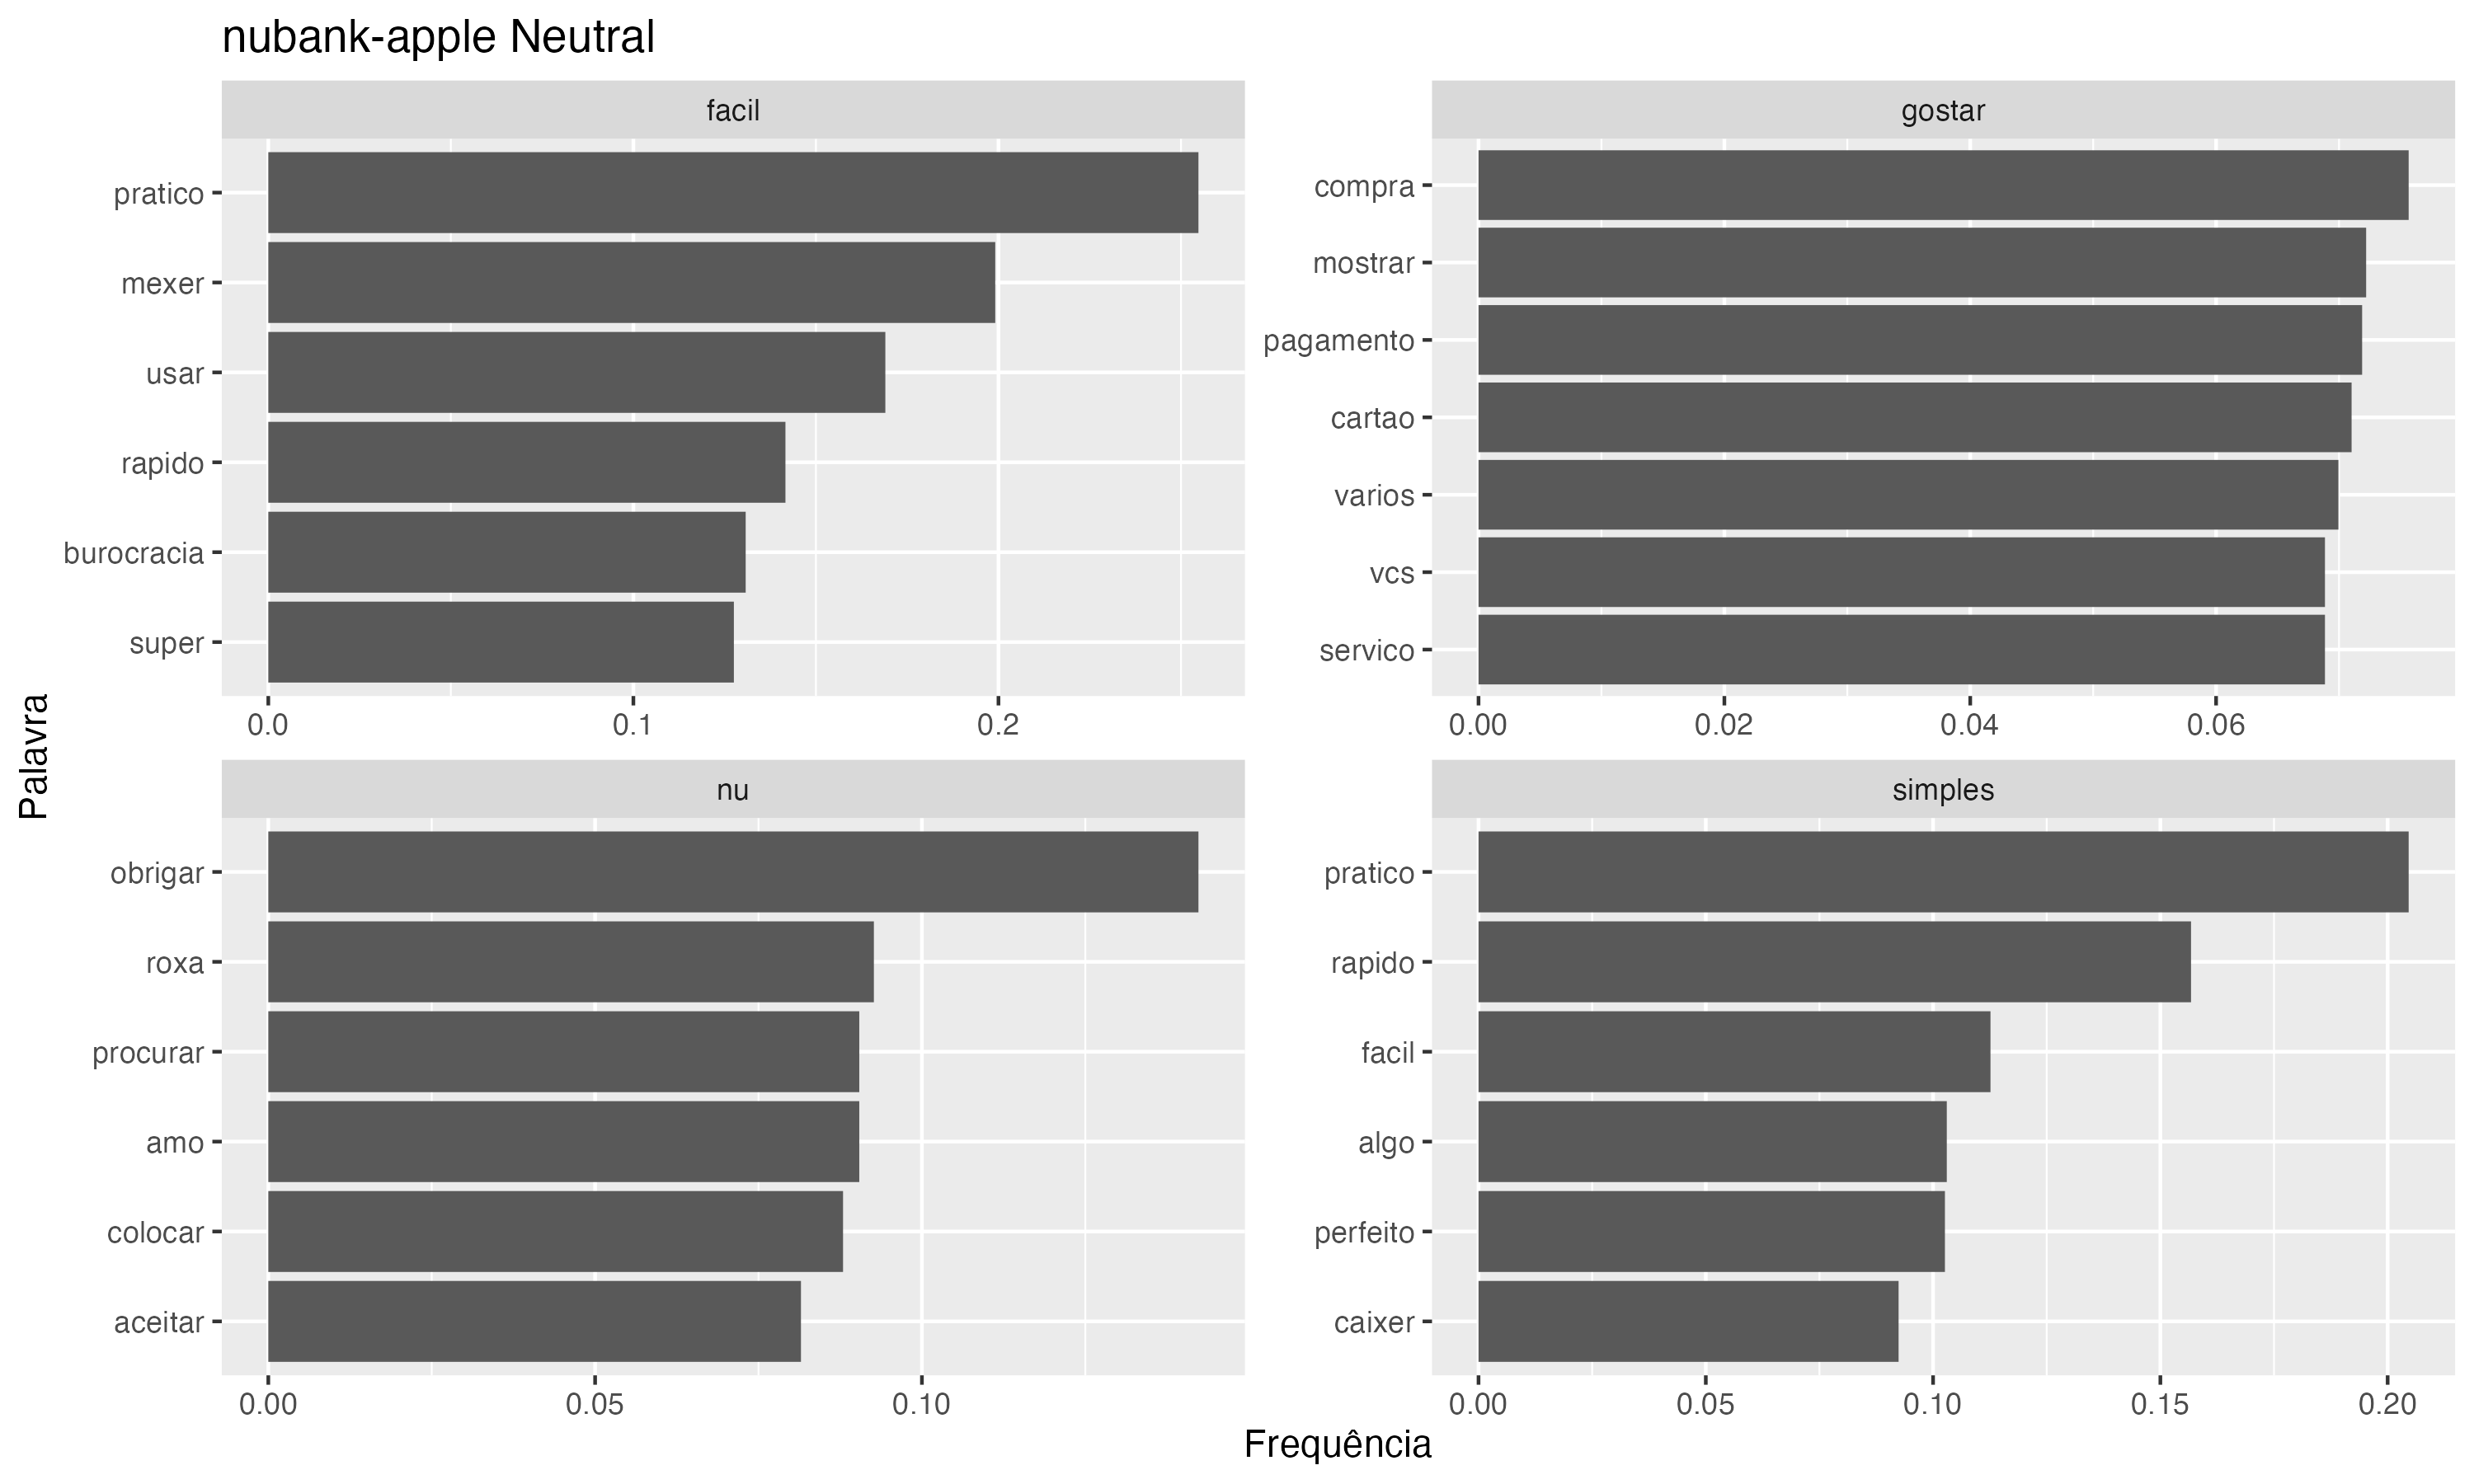 nubank-apple Neutral
facil
pratico
mexer
usar
rapido
burocracia
super
0.0 0.1 0.2
gostar
compra
mostrar
pagamento
cartao
varios
vcs
servico
0.00 0.02 0.04 0.06
Palavra
nu
obrigar
roxa
procurar
amo
colocar
aceitar
0.00 0.05 0.10
simples
pratico
rapido
facil
algo
perfeito
caixer
0.00 0.05 0.10 0.15 0.20
Frequência